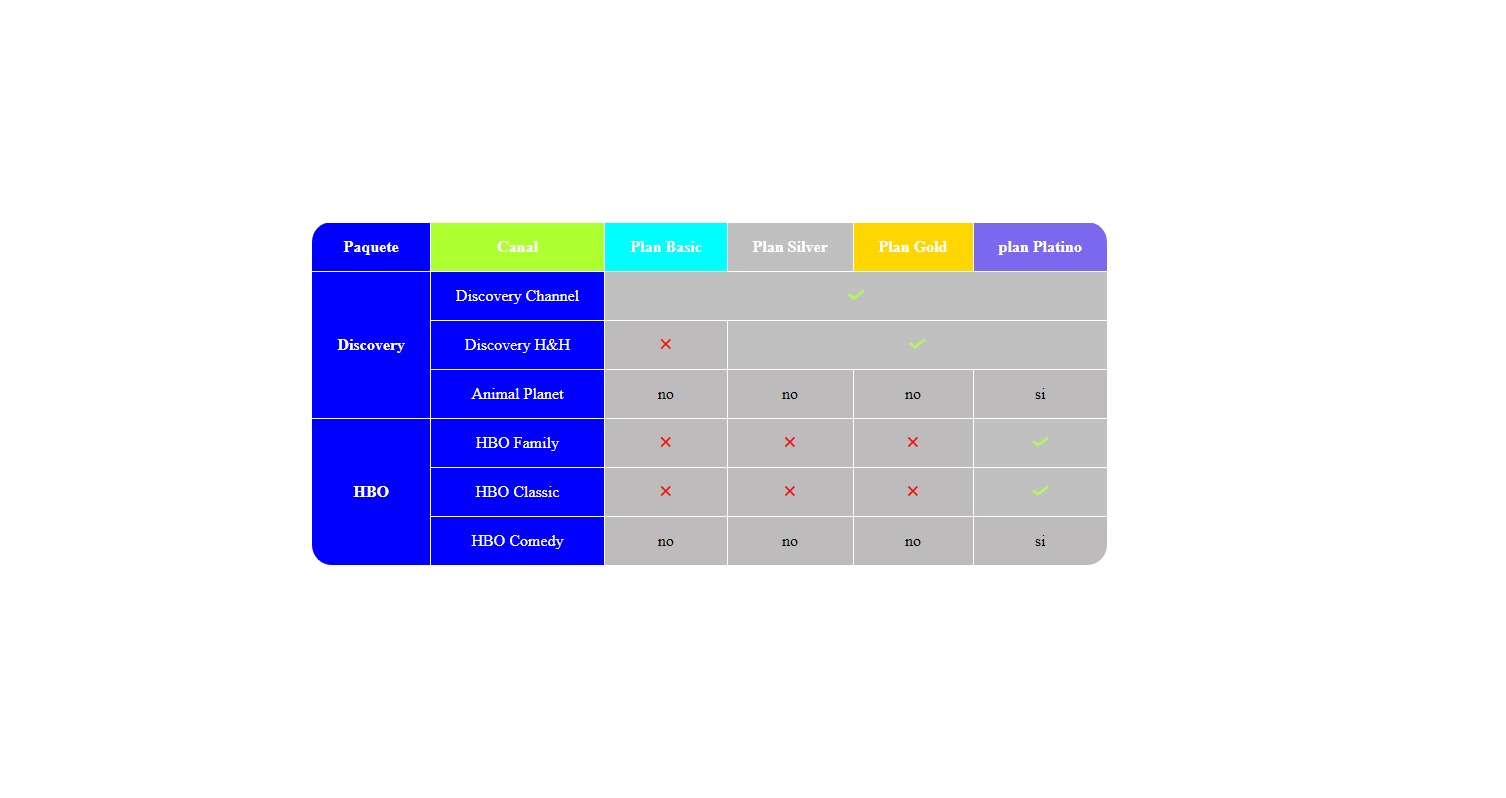 Paquete Canal Plan Basic Plan Silver Plan Gold plan Platino
Discovery Channel
Discovery Discovery H&H
Animal Planet no no no si
HBO Family
HBO HBO Classic
HBO Comedy no no no si